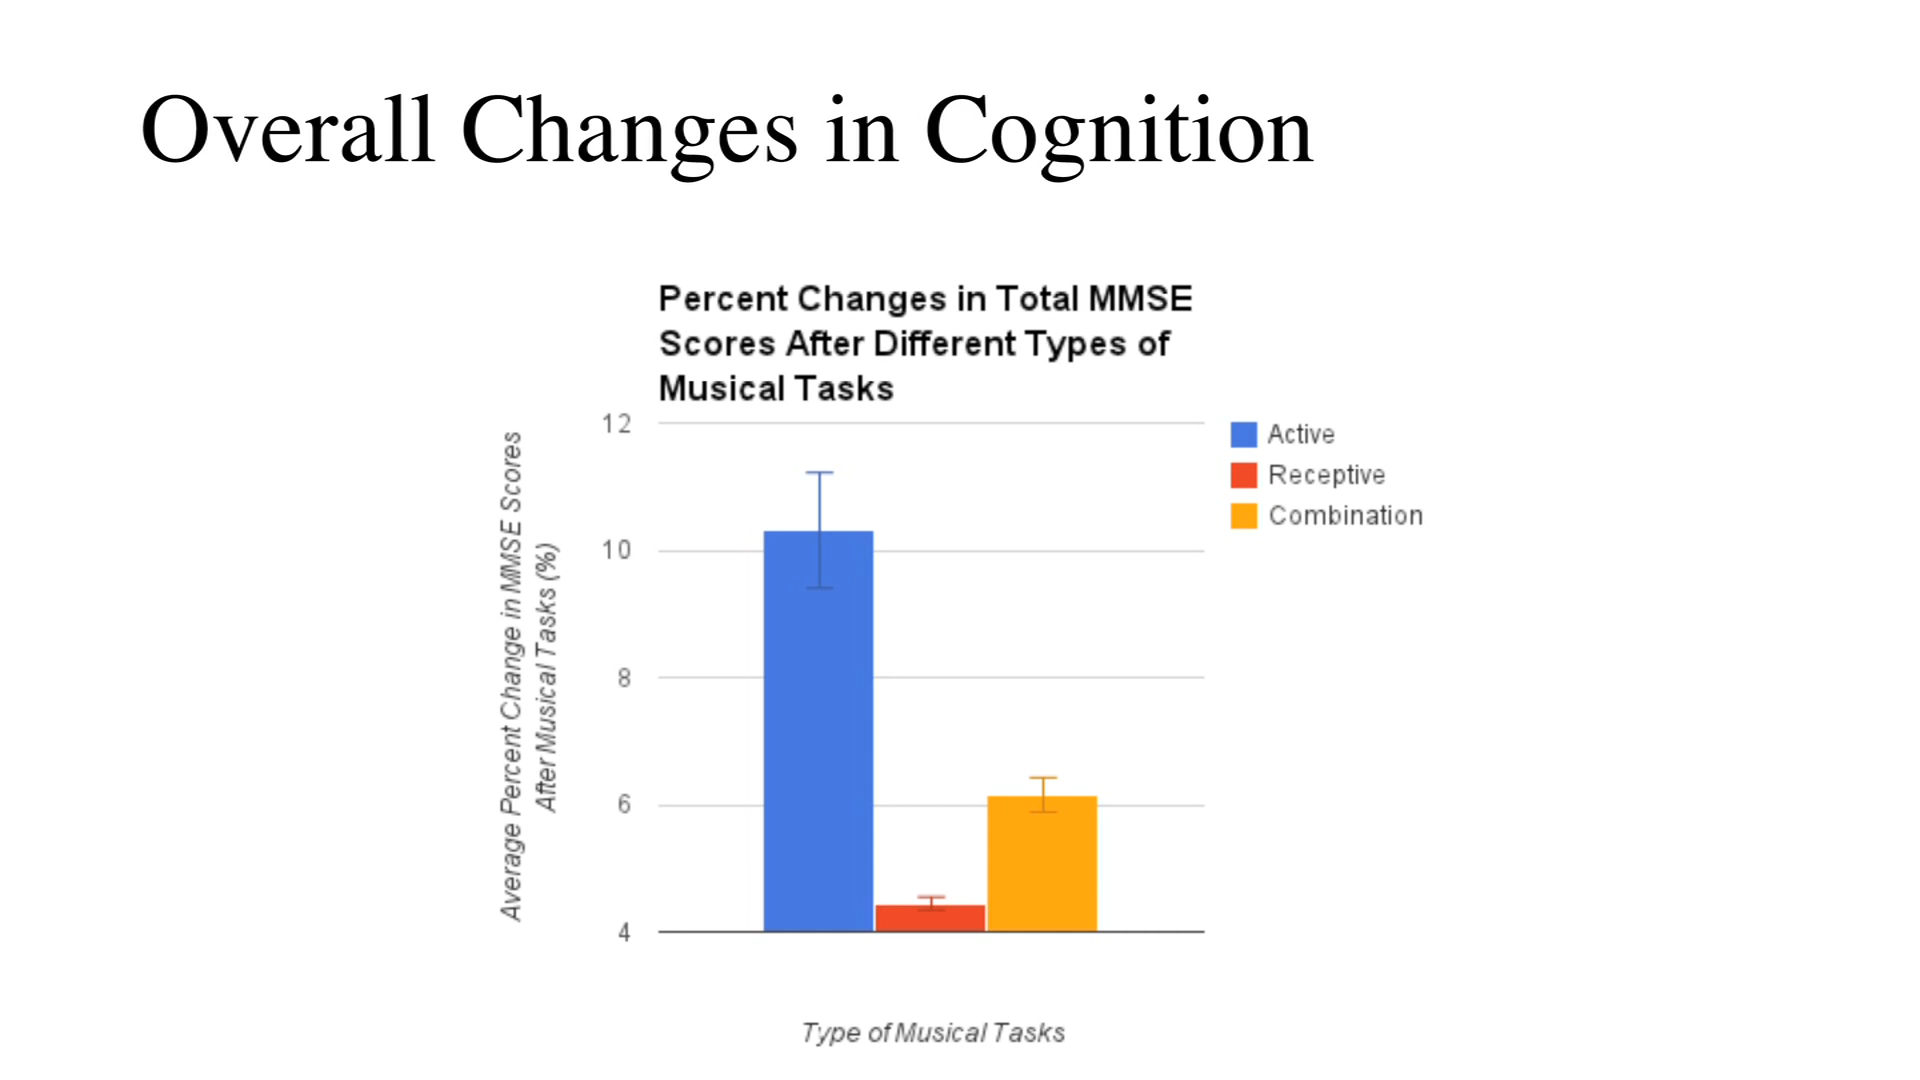 Overall Changes in Cognition
Percent Changes in Total MMSE
Scores After Different Types of
Musical Tasks
Average Percent Change in MMSE Scores
After Musical Tasks (%)
12
10
8
6
4
Active
Receptive
Combination
Type of Musical Tasks